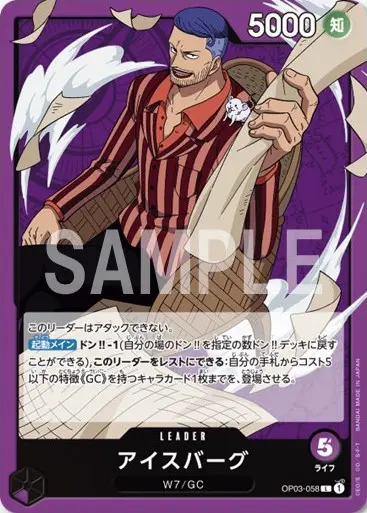 5000 知
SAMPLE
このリーダーはアタックできない。
起動メイン ドン!!-1(自分の場のドン!!を指定の数ドン!!デッキに戻す
ことができる),このリーダーをレストにできる:自分の手札からコスト5
以下の特徴《GC》を持つキャラカード1枚までを、登場させる。
LEADER
アイスバーグ
W7/GC
5
ライフ
OP03-058 L 1
BANDAI MADE IN JAPAN